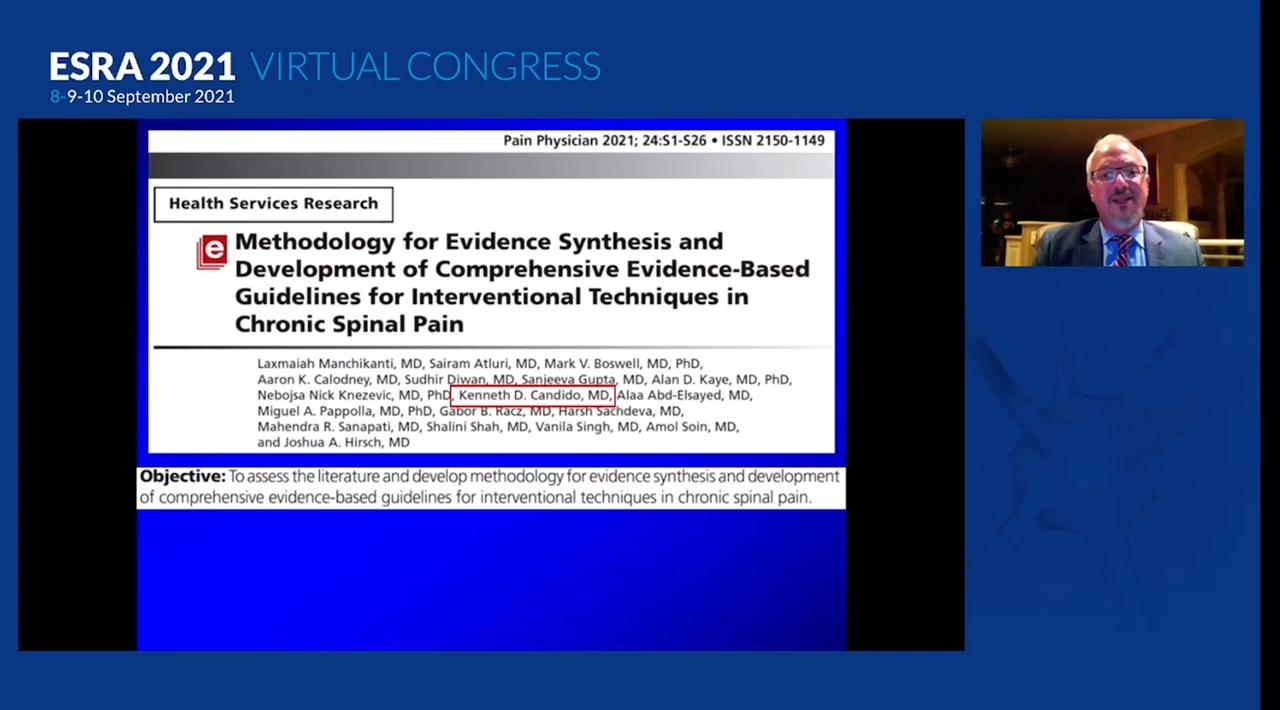 ESRA 2021 VIRTUAL CONGRESS
8-9-10 September 2021
Pain Physician 2021; 24:S1-S26 • ISSN 2150-1149
Health Services Research
e
Methodology for Evidence Synthesis and
Development of Comprehensive Evidence-Based
Guidelines for Interventional Techniques in
Chronic Spinal Pain
Laxmaiah Manchikanti, MD, Sairam Atluri, MD, Mark V. Boswell, MD, PhD,
Aaron K. Calodney, MD, Sudhir Diwan, MD, Sanjeeva Gupta, MD, Alan D. Kaye, MD, PhD,
Nebojsa Nick Knezevic, MD, PhD, Kenneth D. Candido, MD, Alaa Abd-Elsayed, MD,
Miguel A. Pappolla, MD, PhD, Gabor B. Racz, MD, Harsh Sachdeva, MD,
Mahendra R. Sanapati, MD, Shalini Shah, MD, Vanila Singh, MD, Amol Soin, MD,
and Joshua A. Hirsch, MD
Objective: To assess the literature and develop methodology for evidence synthesis and development
of comprehensive evidence-based guidelines for interventional techniques in chronic spinal pain.